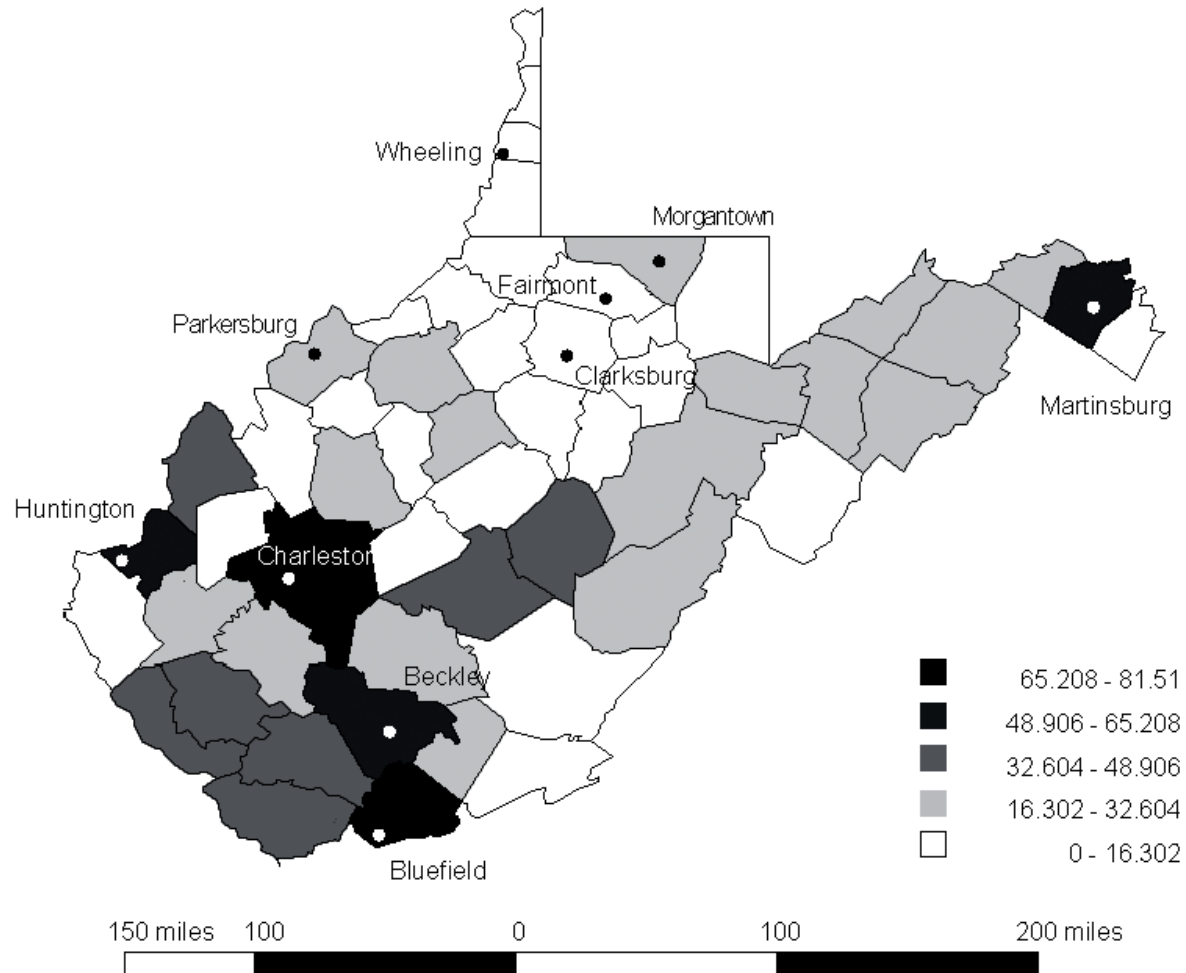 Wheeling
Morgantown
Fairmont
Parkersburg
Clarksburg
Martinsburg
Huntington
Charleston
Beckley
65.208 - 81.51
48.906 - 65.208
32.604 - 48.906
16.302 - 32.604
0 - 16.302
Bluefield
150 miles 100 0 100 200 miles